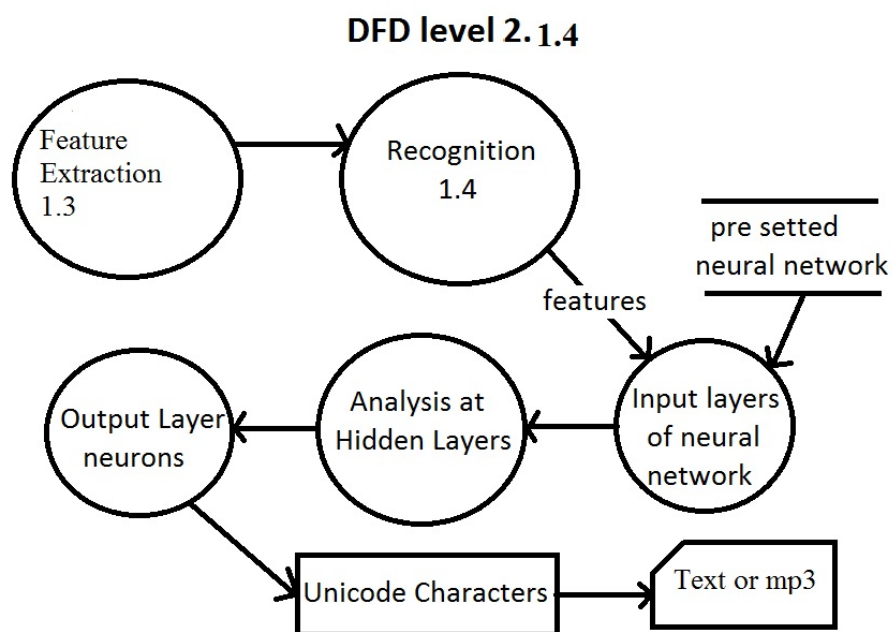 DFD level 2.1.4
Feature
Extraction
1.3
Recognition
1.4
pre setted
neural network
features
Input layers
of neural
network
Analysis at
Hidden Layers
Output Layer
neurons
Unicode Characters
Text or mp3